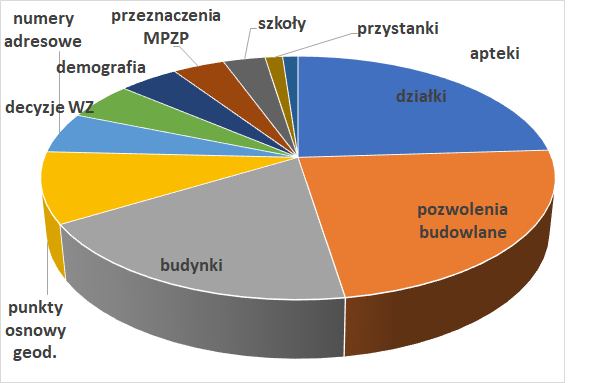 numery
adresowe
przeznaczenia
MPZP
szkoły
przystanki
apteki
demografia
działki
decyzje WZ
pozwolenia
budowlane
budynki
punkty
osnowy
geod.